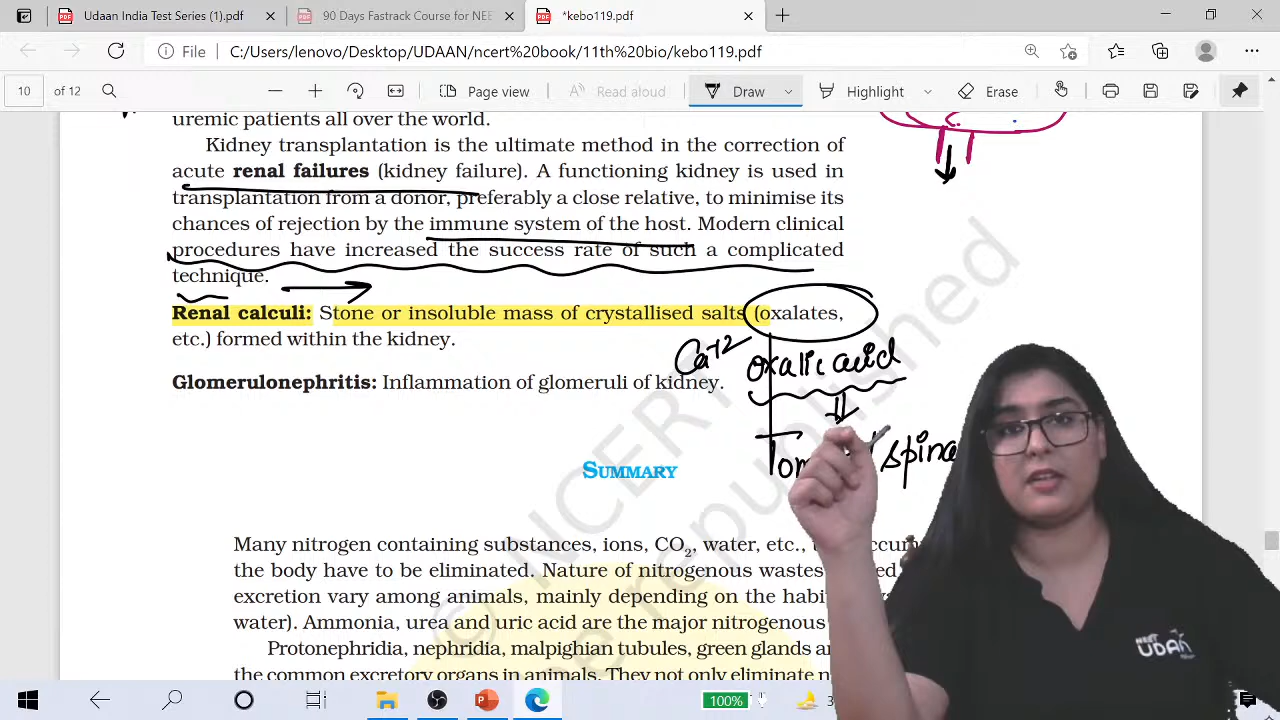 Udaan India Test Series (1).pdf
90 Days Fastrack Course for NEE
*kebo119.pdf
File
C:/Users/lenovo/Desktop/UDAAN/ncert%20book/11th%20bio/kebo119.pdf
10 of 12
Page view
Read aloud
Draw
Highlight
Erase
uremic patients all over the world.
Kidney transplantation is the ultimate method in the correction of
acute renal failures (kidney failure). A functioning kidney is used in
transplantation from a donor, preferably a close relative, to minimise its
chances of rejection by the immune system of the host. Modern clinical
procedures have increased the success rate of such a complicated
technique.
Renal calculi: Stone or insoluble mass of crystallised salts (oxalates,
etc.) formed within the kidney.
Ca+2 oxalic acid
Glomerulonephritis: Inflammation of glomeruli of kidney.
SUMMARY
© NCERT
republished
Many nitrogen containing substances, ions, CO2, water, etc.,
the body have to be eliminated. Nature of nitrogenous wastes
excretion vary among animals, mainly depending on the
water). Ammonia, urea and uric acid are the major nitrogenous
Protonephridia, nephridia, malpighian tubules, green glands
the common excretory organs in animals. They not only eliminate
NEET
UDAAN
100%